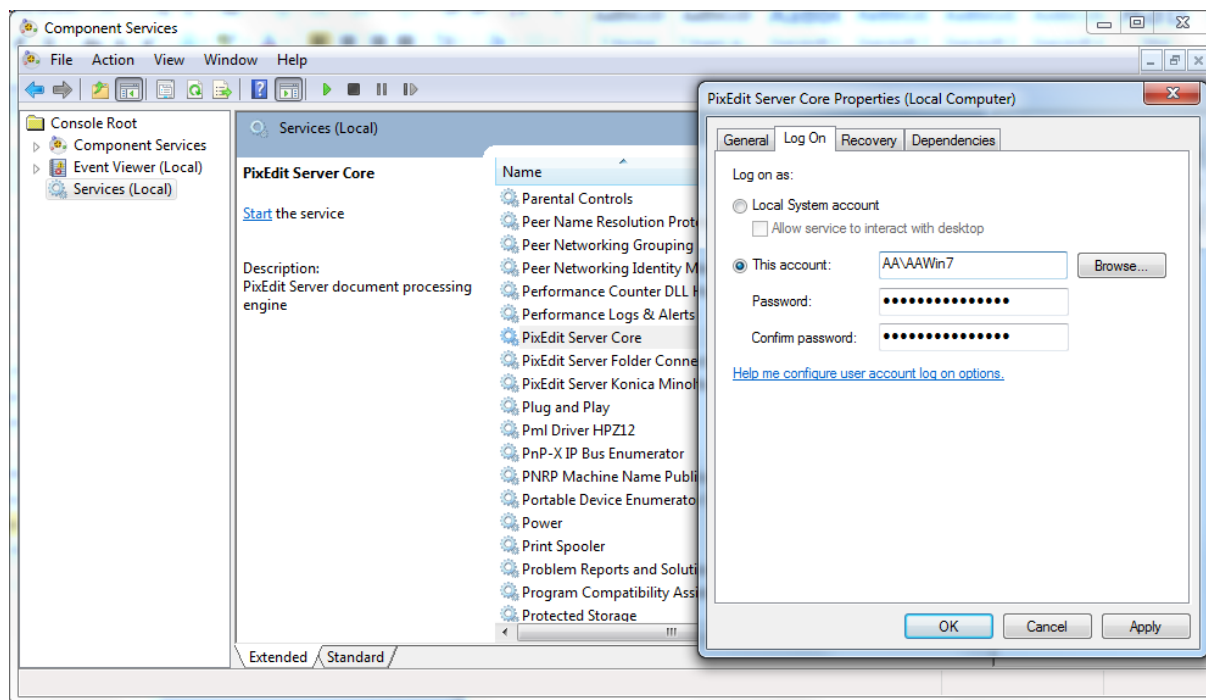 Component Services
File Action View Window Help
Console Root
Component Services
Event Viewer (Local)
Services (Local)
Services (Local)
PixEdit Server Core
Start the service
Description:
PixEdit Server document processing
engine
Name
Parental Controls
Peer Name Resolution Prot
Peer Networking Grouping
Peer Networking Identity M
Performance Counter DLL H
Performance Logs & Alerts
PixEdit Server Core
PixEdit Server Folder Conne
PixEdit Server Konica Minol
Plug and Play
Pml Driver HPZ12
PnP-X IP Bus Enumerator
PNRP Machine Name Publi
Portable Device Enumerato
Power
Print Spooler
Problem Reports and Soluti
Program Compatibility Assi
Protected Storage
Extended Standard
PixEdit Server Core Properties (Local Computer)
General Log On Recovery Dependencies
Log on as:
Local System account
Allow service to interact with desktop
This account: AA\AAWin7 Browse...
Password: •••••••••••••••
Confirm password: •••••••••••••••
Help me configure user account log on options.
OK Cancel Apply